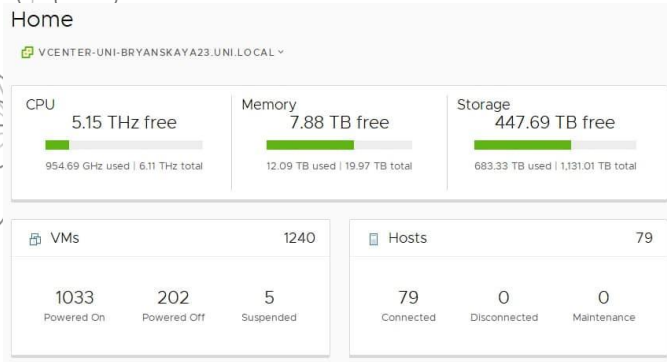 Home
VCENTER-UNI-BRYANSKAYA23.UNI.LOCAL
CPU
5.15 THz free
954.69 GHz used | 6.11 THz total
Memory
7.88 TB free
12.09 TB used | 19.97 TB total
Storage
447.69 TB free
683.33 TB used | 1,131.01 TB total
VMs 1240
1033 202 5
Powered On Powered Off Suspended
Hosts 79
79 0 0
Connected Disconnected Maintenance